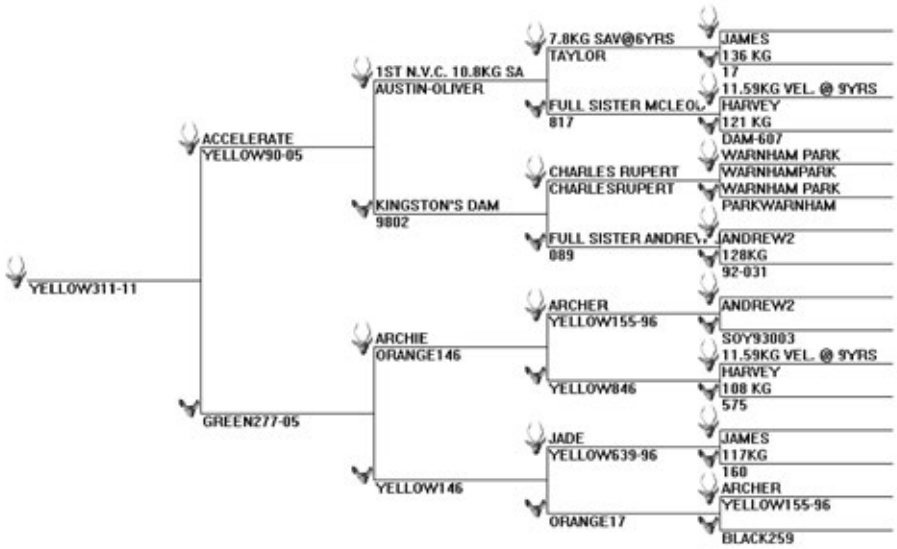 7.8KG SAV@6YRS
TAYLOR
JAMES
136 KG
17
1ST N.V.C. 10.8KG SA
AUSTIN-OLIVER
11.59KG VEL. @ 9YRS
HARVEY
121 KG
DAM-607
FULL SISTER MCLEOD
817
ACCELERATE
YELLOW90-05
WARNHAM PARK
WARNHAMPARK
WARNHAM PARK
PARKWARNHAM
CHARLES RUPERT
CHARLESRUPERT
KINGSTON'S DAM
9802
FULL SISTER ANDREW
089
ANDREW2
128KG
92-031
YELLOW311-11
ARCHER
YELLOW155-96
ANDREW2
SOY93003
ARCHIE
ORANGE146
11.59KG VEL. @ 9YRS
HARVEY
108 KG
575
YELLOW846
GREEN277-05
JADE
YELLOW639-96
JAMES
117KG
160
YELLOW146
ARCHER
YELLOW155-96
ORANGE17
BLACK259